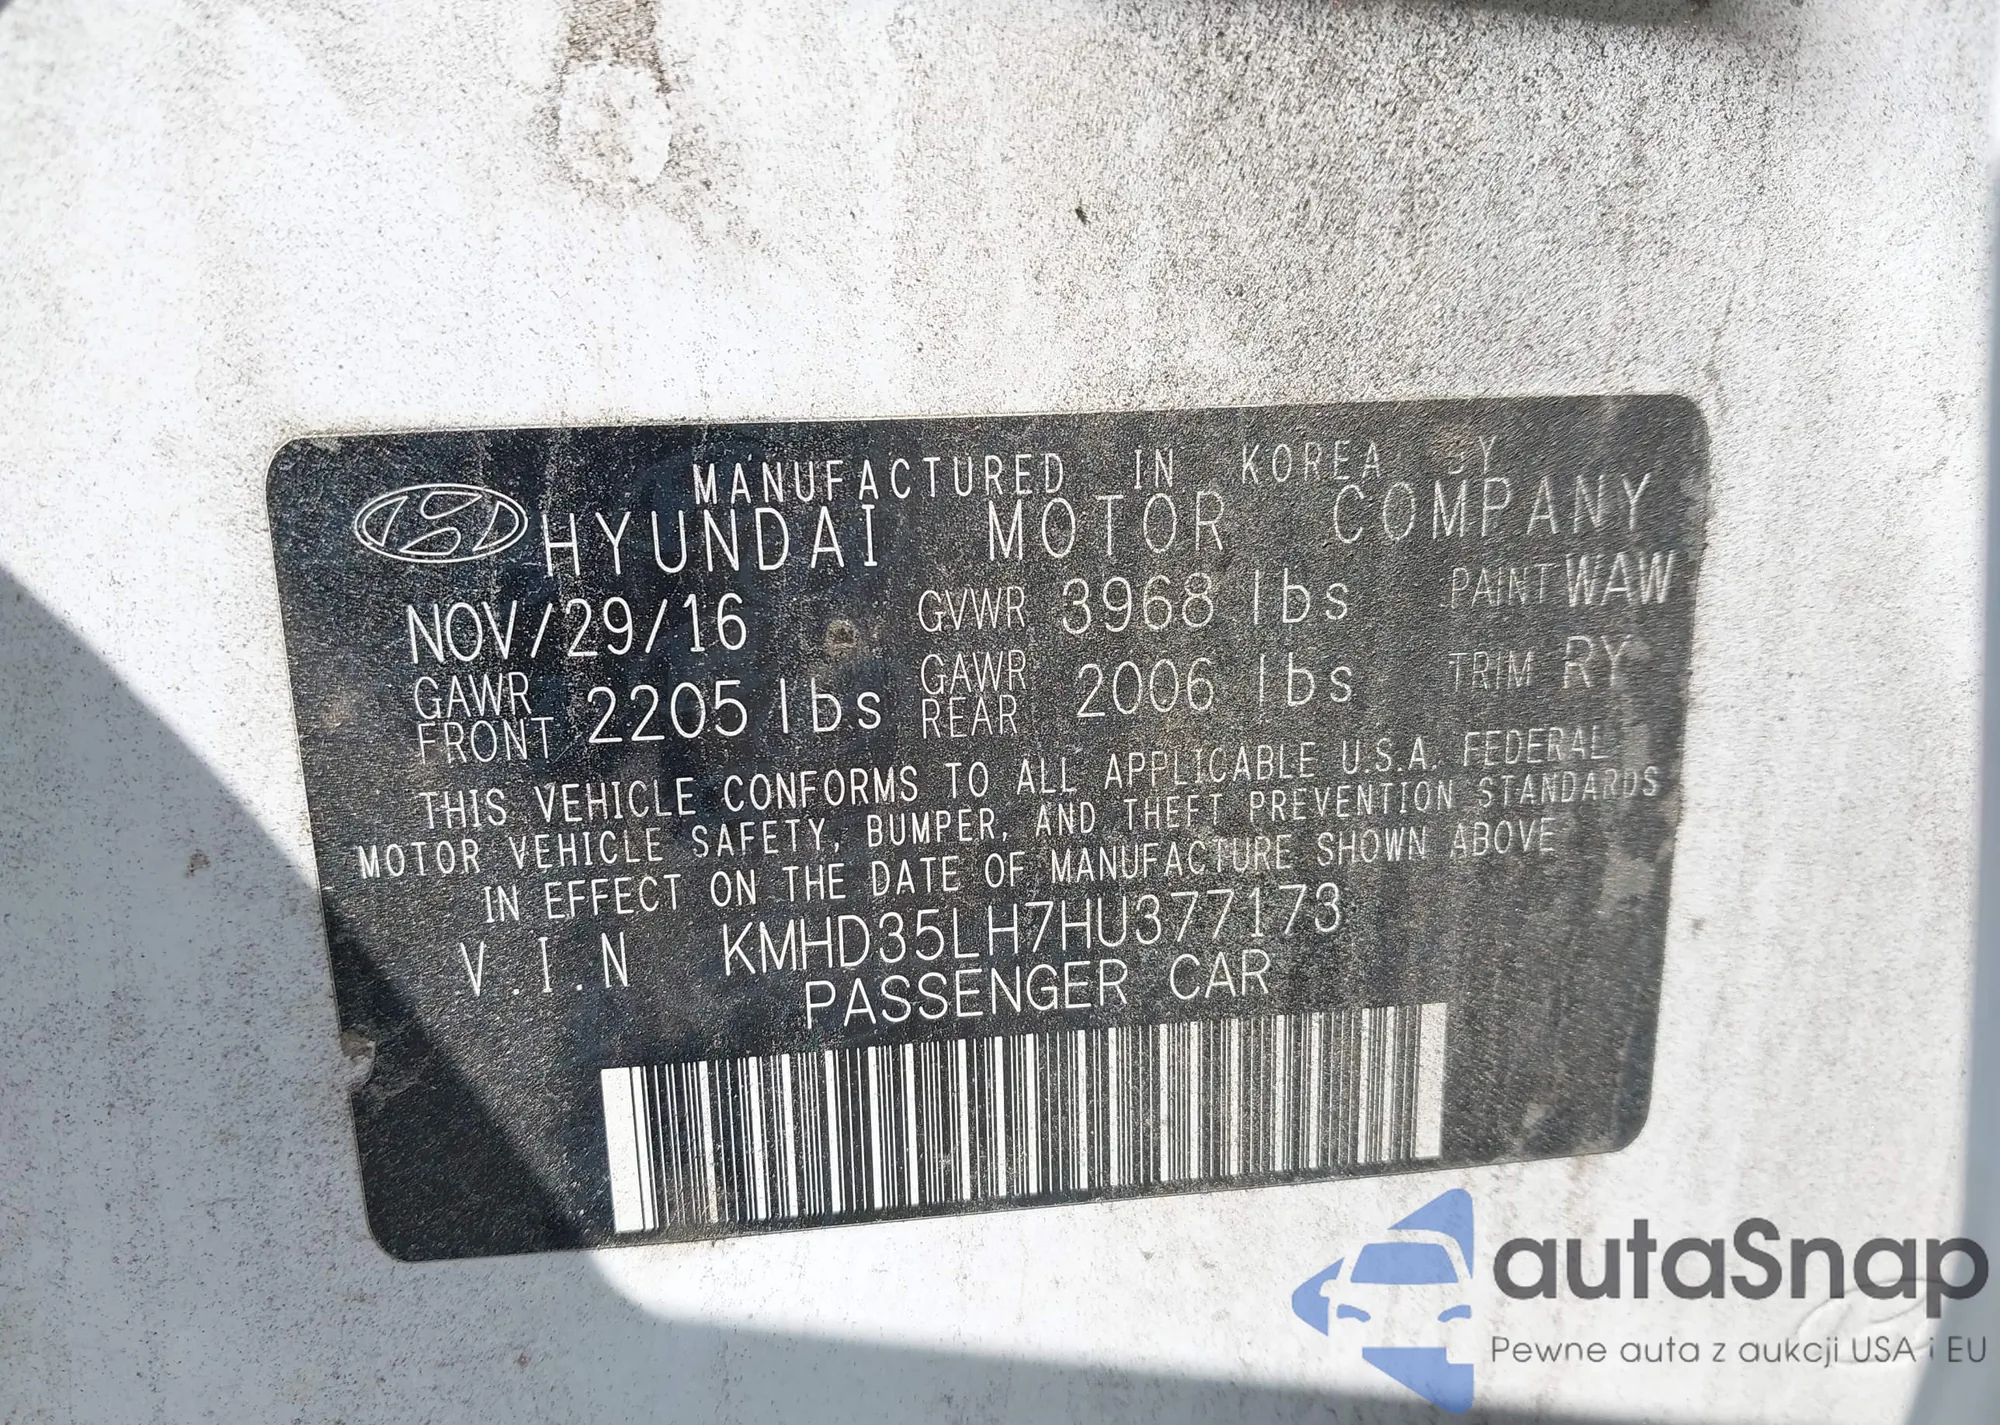 MANUFACTURED IN KOREA BY
HYUNDAI MOTOR COMPANY
NOV/29/16 GVWR 3968 lbs PAINT WAW
GAWR FRONT 2205 lbs GAWR REAR 2006 lbs TRIM RY
THIS VEHICLE CONFORMS TO ALL APPLICABLE U.S.A. FEDERAL
MOTOR VEHICLE SAFETY, BUMPER, AND THEFT PREVENTION STANDARDS
IN EFFECT ON THE DATE OF MANUFACTURE SHOWN ABOVE
V.I.N KMHD35LH7HU377173
PASSENGER CAR
autaSnap
Pewne auta z aukcji USA i EU